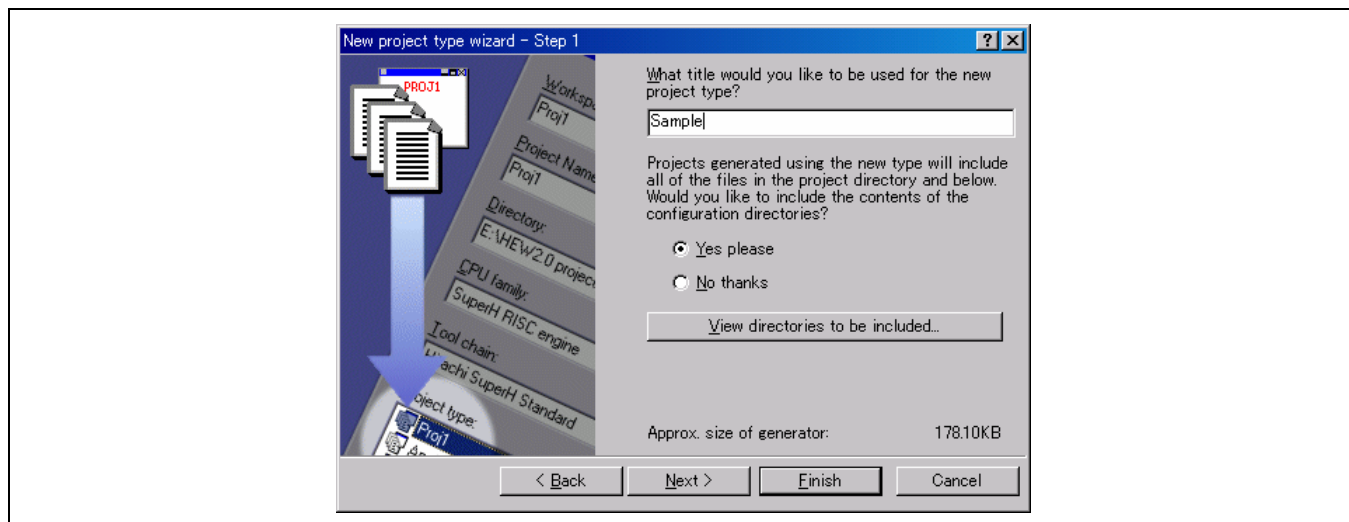 New project type wizard - Step 1
PROJ1
Proj1
Project Name
Proj1
Directory:
E:\HEW2.0 projec
CPU family:
SuperH RISC engine
Tool chain:
Hitachi SuperH Standard
Proj1
What title would you like to be used for the new
project type?
Sample
Projects generated using the new type will include
all of the files in the project directory and below.
Would you like to include the contents of the
configuration directories?
Yes please
No thanks
View directories to be included...
Approx. size of generator: 178.10KB
< Back Next > Finish Cancel